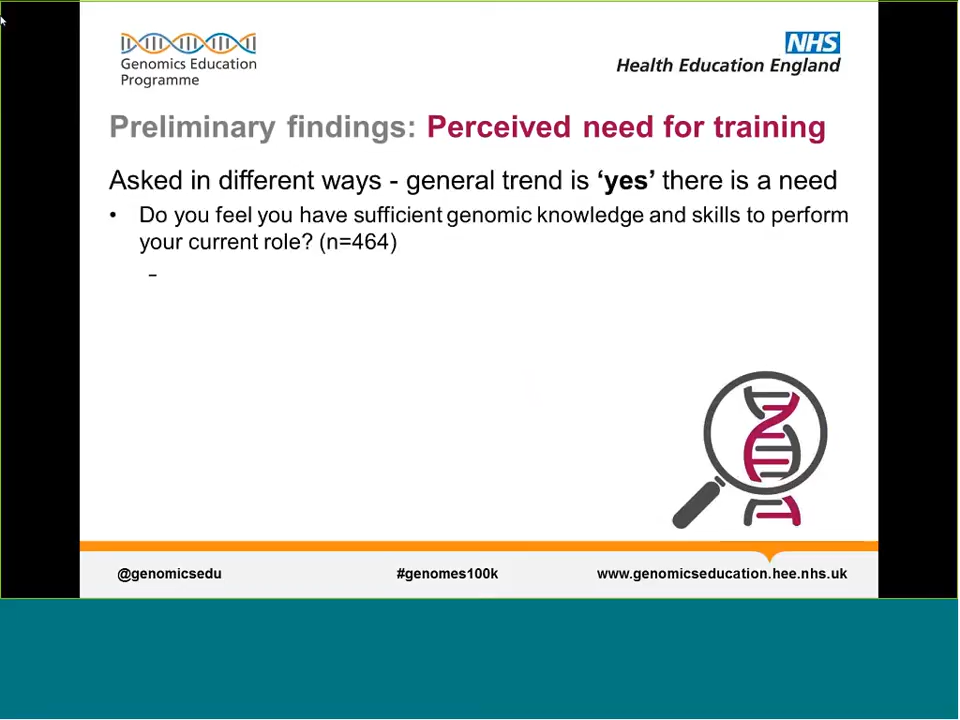 Genomics Education
Programme
NHS
Health Education England
Preliminary findings: Perceived need for training
Asked in different ways - general trend is ‘yes’ there is a need
• Do you feel you have sufficient genomic knowledge and skills to perform
your current role? (n=464)
–
@genomicsedu
#genomes100k
www.genomicseducation.hee.nhs.uk